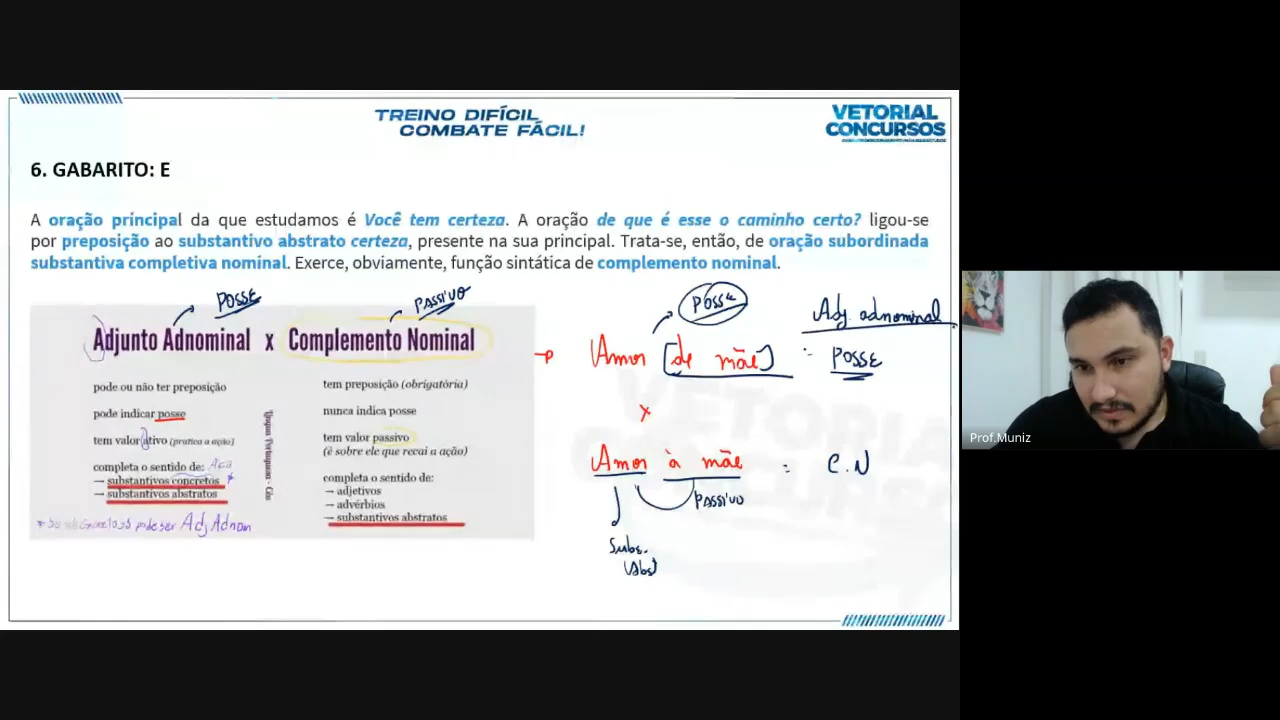 TREINO DIFÍCIL
COMBATE FÁCIL!
VETORIAL
CONCURSOS
6. GABARITO: E
A oração principal da que estudamos é Você tem certeza. A oração de que é esse o caminho certo? ligou-se
por preposição ao substantivo abstrato certeza, presente na sua principal. Trata-se, então, de oração subordinada
substantiva completiva nominal. Exerce, obviamente, função sintática de complemento nominal.
POSSE
PASSIVO
Adjunto Adnominal x Complemento Nominal
pode ou não ter preposição
pode indicar posse
tem valor ativo (pratica a ação)
completa o sentido de:
→ substantivos concretos
→ substantivos abstratos
pode ser Adj Adnom
Língua Portuguesa
tem preposição (obrigatória)
nunca indica posse
tem valor passivo
(é sobre ele que recai a ação)
completa o sentido de:
→ adjetivos
→ advérbios
→ substantivos abstratos
POSSE
Adj. adnominal
Amor [de mãe] : POSSE
x
Amor à mãe : C.N
PASSIVO
Subs.
Abs
VETORIAL
Prof.Muniz